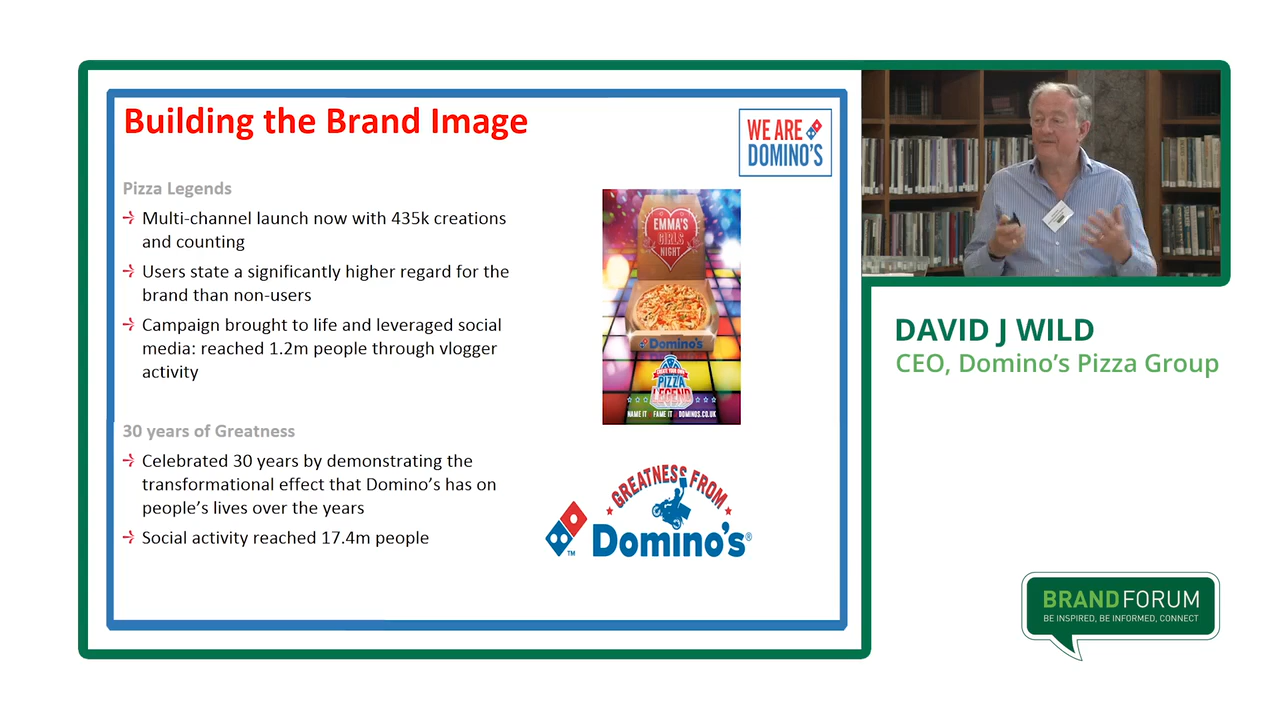 Building the Brand Image
WE ARE
DOMINO'S
Pizza Legends
Multi-channel launch now with 435k creations
and counting
Users state a significantly higher regard for the
brand than non-users
Campaign brought to life and leveraged social
media: reached 1.2m people through vlogger
activity
30 years of Greatness
Celebrated 30 years by demonstrating the
transformational effect that Domino's has on
people's lives over the years
Social activity reached 17.4m people
EMMA'S
GIRLS
NIGHT
Domino's
CREATE YOUR OWN
PIZZA
LEGEND
NAME IT FAME IT DOMINOS.CO.UK
GREATNESS FROM
Domino's®
TM
DAVID J WILD
CEO, Domino's Pizza Group
BRANDFORUM
BE INSPIRED, BE INFORMED, CONNECT